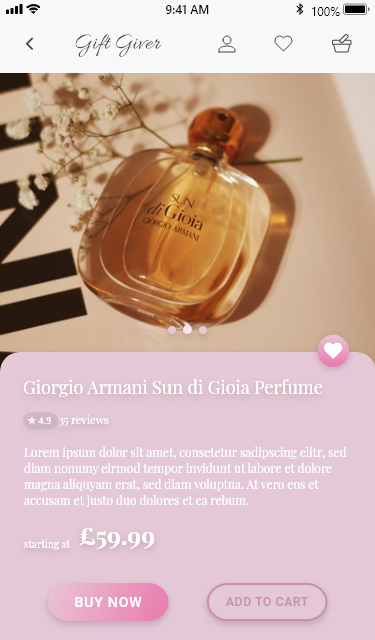 9:41 AM
100%
Gift Giver
SUN
di Gioia
GIORGIO ARMANI
Giorgio Armani Sun di Gioia Perfume
4.9 35 reviews
Lorem ipsum dolor sit amet, consetetur sadipscing elitr, sed
diam nonumy eirmod tempor invidunt ut labore et dolore
magna aliquyam erat, sed diam voluptua. At vero eos et
accusam et justo duo dolores et ea rebum.
starting at £59.99
BUY NOW
ADD TO CART